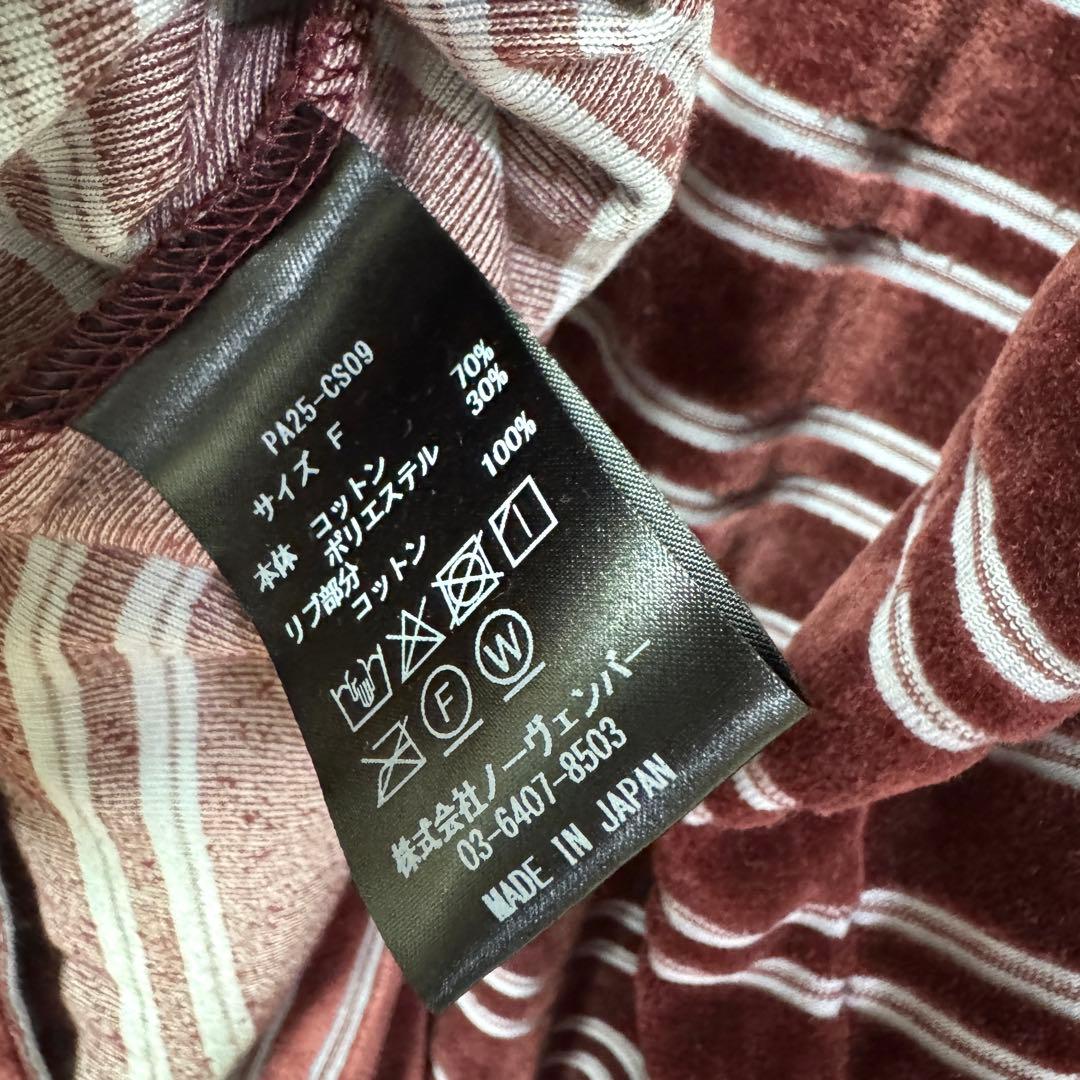 PA25-CS09
サイズ F
本体 コットン 70%
ポリエステル 30%
リブ部分
コットン 100%
F W
株式会社ノーヴェンバー
03-6407-8503
MADE IN JAPAN